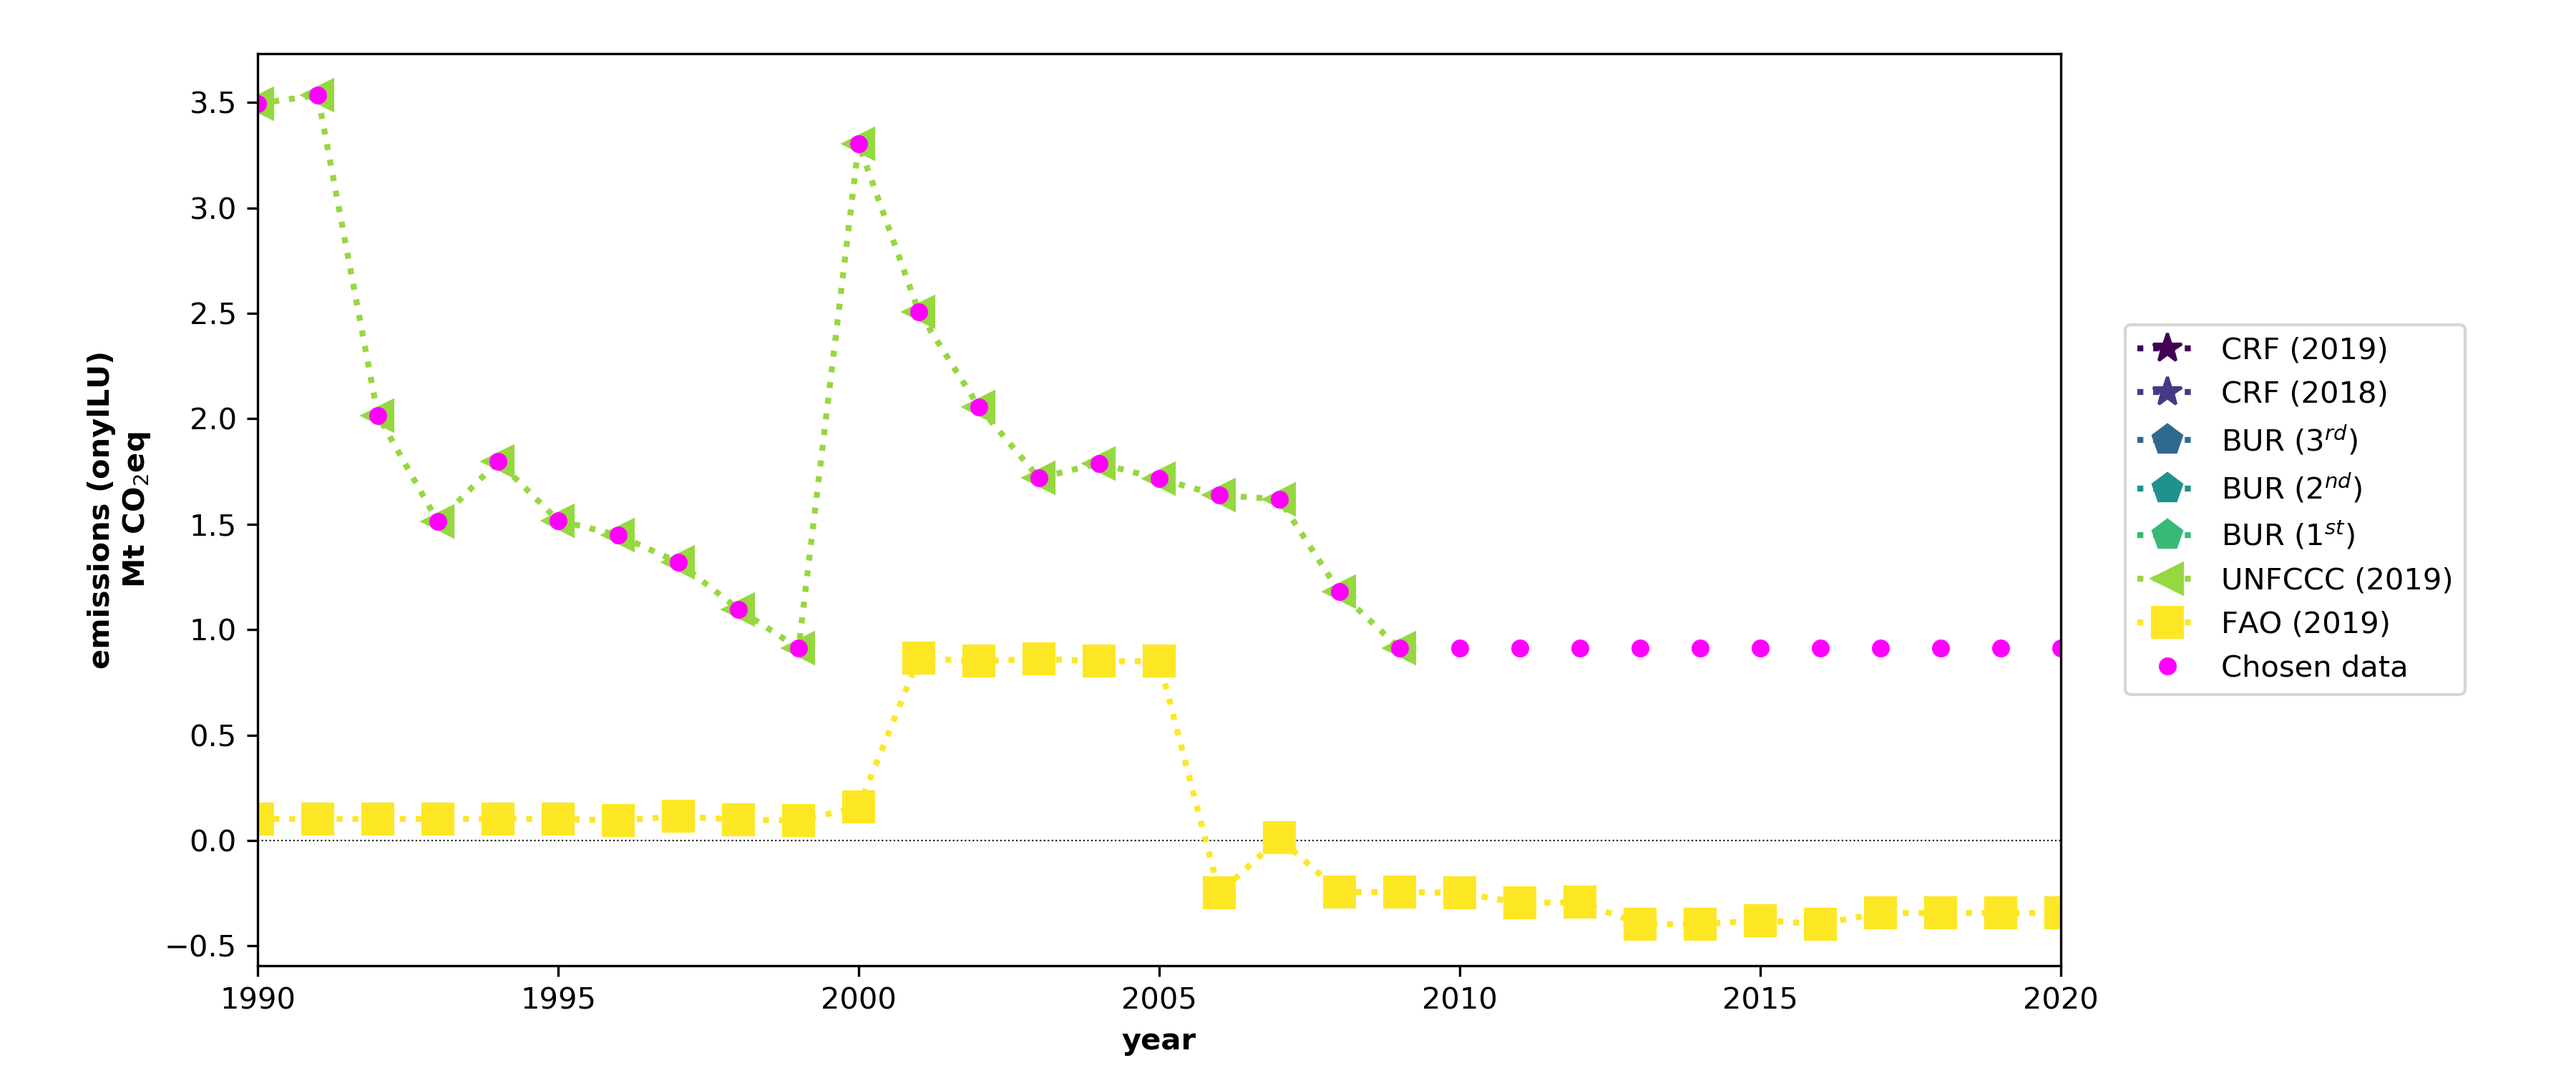 emissions (onylLU)
Mt CO₂eq
3.5
3.0
2.5
2.0
1.5
1.0
0.5
0.0
−0.5
1990 1995 2000 2005 2010 2015 2020
year
CRF (2019)
CRF (2018)
BUR (3ʳᵈ)
BUR (2ⁿᵈ)
BUR (1ˢᵗ)
UNFCCC (2019)
FAO (2019)
Chosen data